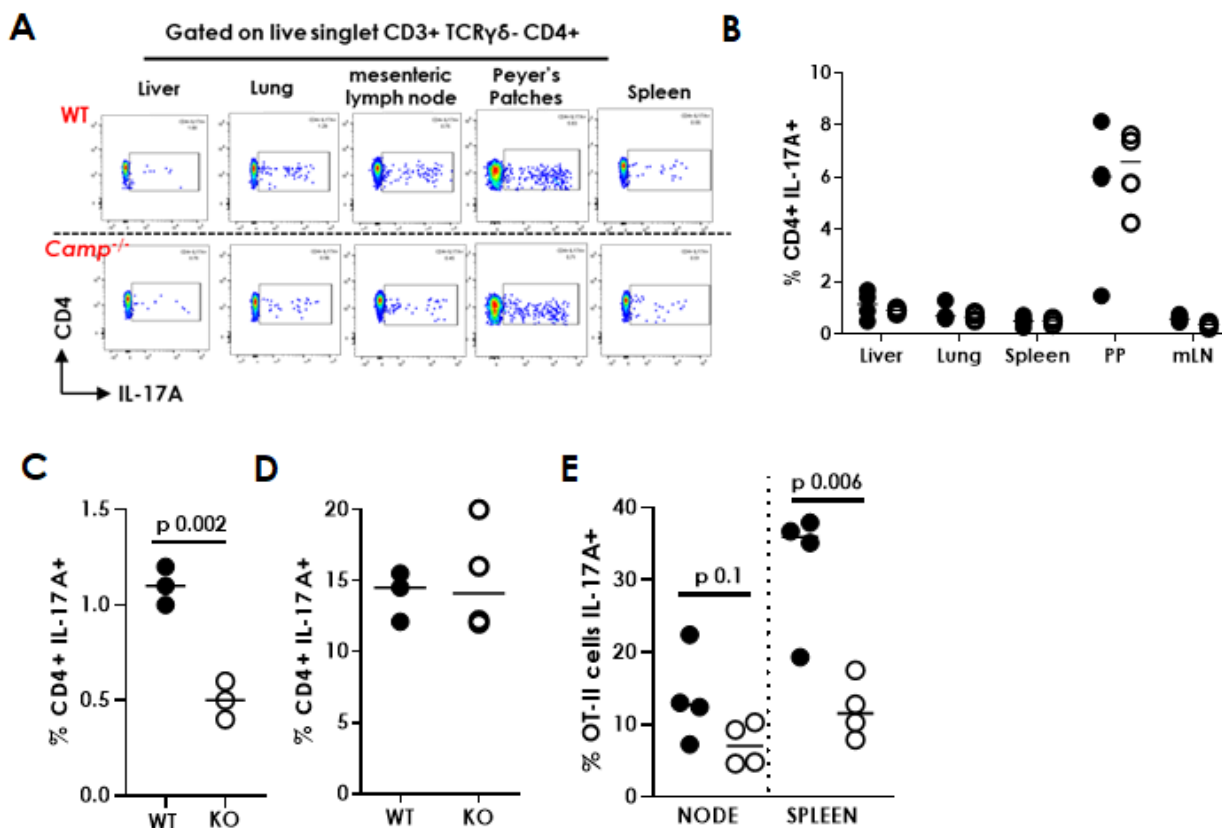 A
Gated on live singlet CD3+ TCRγδ- CD4+
Liver
Lung
mesenteric
lymph node
Peyer's
Patches
Spleen
WT
Camp-/-
CD4
IL-17A
B
% CD4+ IL-17A+
10
8
6
4
2
0
Liver Lung Spleen PP mLN
C
% CD4+ IL-17A+
1.5
1.0
0.5
0.0
p 0.002
WT KO
D
% CD4+ IL-17A+
20
15
10
5
0
WT KO
E
% OT-II cells IL-17A+
40
30
20
10
0
p 0.1
p 0.006
NODE SPLEEN